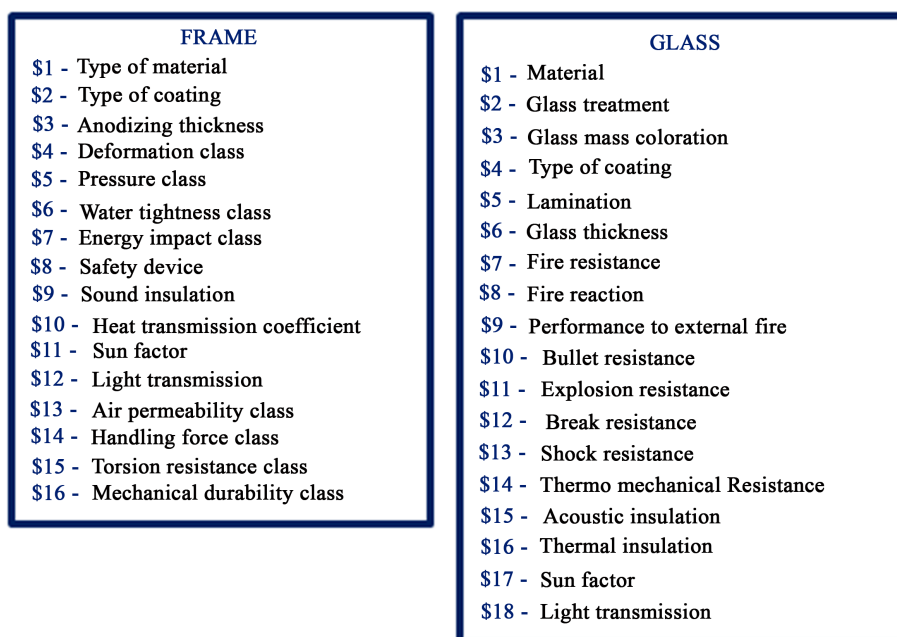 FRAME
$1 - Type of material
$2 - Type of coating
$3 - Anodizing thickness
$4 - Deformation class
$5 - Pressure class
$6 - Water tightness class
$7 - Energy impact class
$8 - Safety device
$9 - Sound insulation
$10 - Heat transmission coefficient
$11 - Sun factor
$12 - Light transmission
$13 - Air permeability class
$14 - Handling force class
$15 - Torsion resistance class
$16 - Mechanical durability class
GLASS
$1 - Material
$2 - Glass treatment
$3 - Glass mass coloration
$4 - Type of coating
$5 - Lamination
$6 - Glass thickness
$7 - Fire resistance
$8 - Fire reaction
$9 - Performance to external fire
$10 - Bullet resistance
$11 - Explosion resistance
$12 - Break resistance
$13 - Shock resistance
$14 - Thermo mechanical Resistance
$15 - Acoustic insulation
$16 - Thermal insulation
$17 - Sun factor
$18 - Light transmission